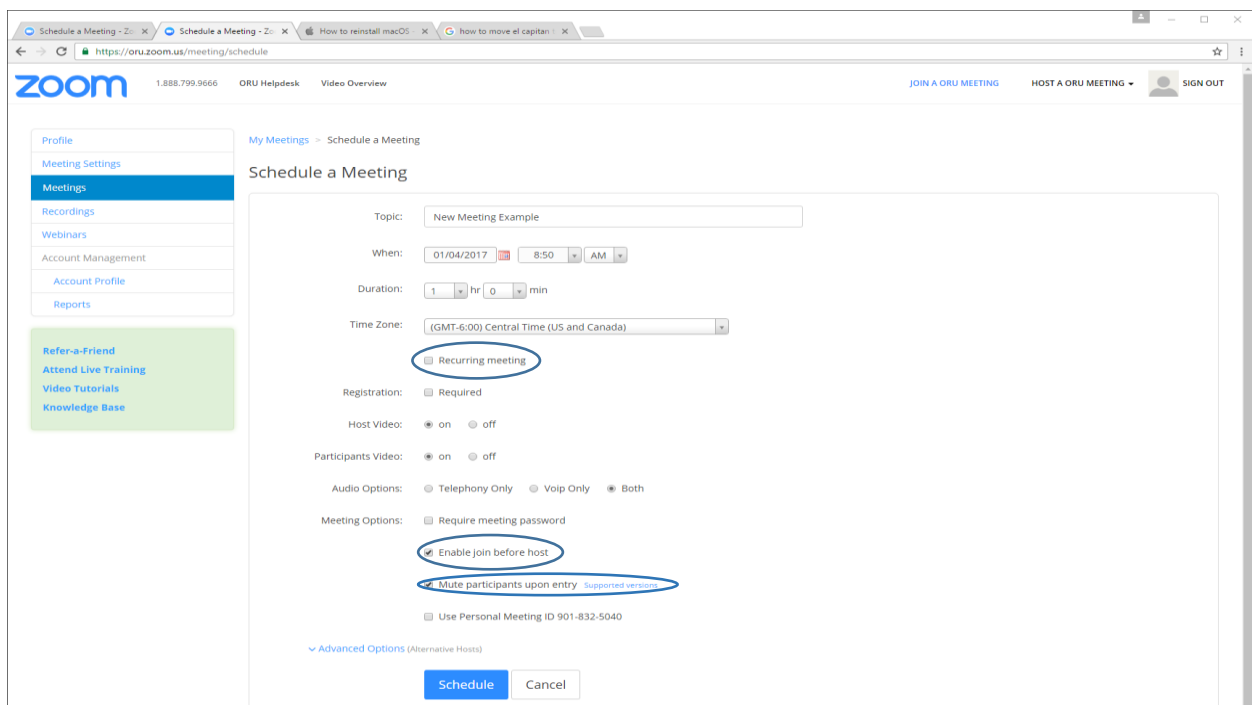 Schedule a Meeting - Zo
Schedule a Meeting - Zo
How to reinstall macOS
how to move el capitan
https://oru.zoom.us/meeting/schedule
zoom 1.888.799.9666 ORU Helpdesk Video Overview JOIN A ORU MEETING HOST A ORU MEETING SIGN OUT
Profile
Meeting Settings
Meetings
Recordings
Webinars
Account Management
Account Profile
Reports
Refer-a-Friend
Attend Live Training
Video Tutorials
Knowledge Base
My Meetings > Schedule a Meeting
Schedule a Meeting
Topic: New Meeting Example
When: 01/04/2017 8:50 AM
Duration: 1 hr 0 min
Time Zone: (GMT-6:00) Central Time (US and Canada)
Recurring meeting
Registration: Required
Host Video: on off
Participants Video: on off
Audio Options: Telephony Only Voip Only Both
Meeting Options: Require meeting password
Enable join before host
Mute participants upon entry Supported versions
Use Personal Meeting ID 901-832-5040
Advanced Options (Alternative Hosts)
Schedule Cancel